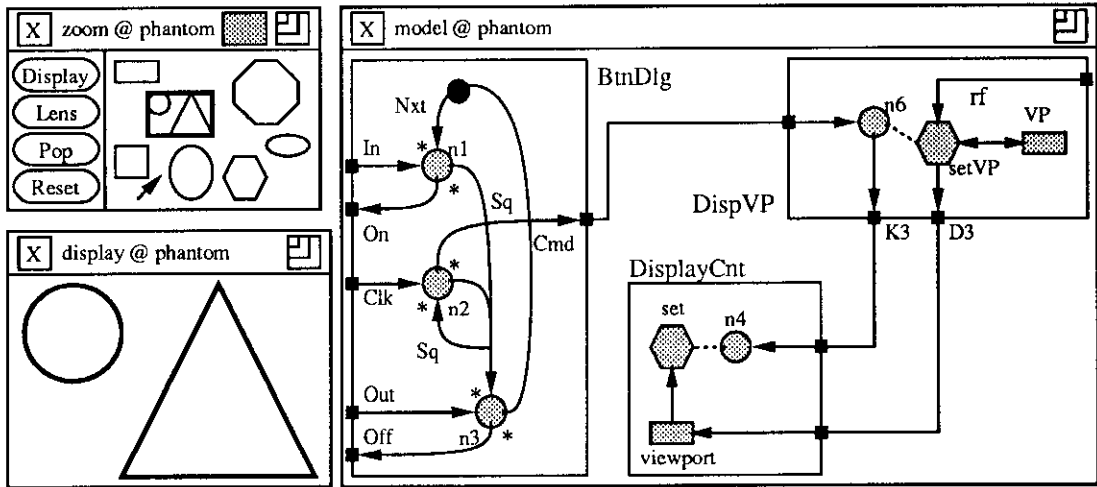 X zoom @ phantom
Display
Lens
Pop
Reset
X display @ phantom
X model @ phantom
BtnDlg
Nxt
In
* n1
*
On
Sq
Cmd
Clk
*
* n2
Sq
Out
*
Off
n3 *
DispVP
n6
rf
VP
setVP
K3
D3
DisplayCnt
set
n4
viewport